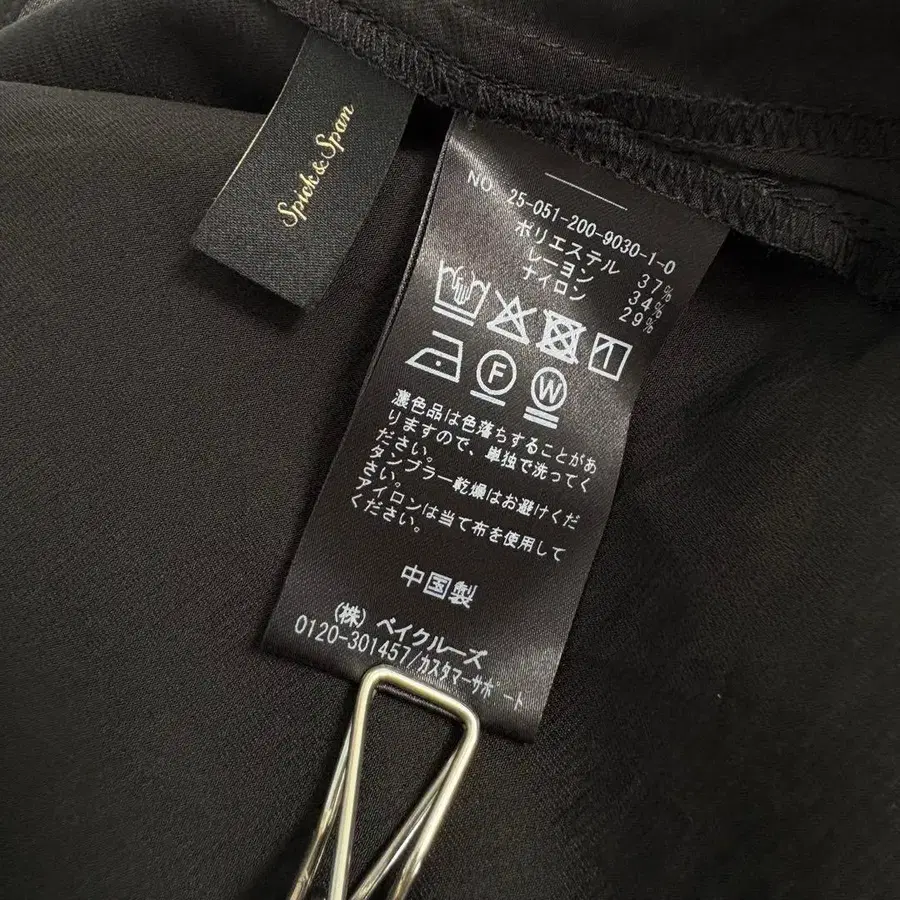 Spick & Span
NO. 25-051-200-9030-1-0
ポリエステル 37%
レーヨン 34%
ナイロン 29%
F
W
濃色品は色落ちすることがあ
りますので、単独で洗ってく
ださい。
タンブラー乾燥はお避けくだ
さい。
アイロンは当て布を使用して
ください。
中国製
(株) ベイクルーズ
0120-301457/カスタマーサポート